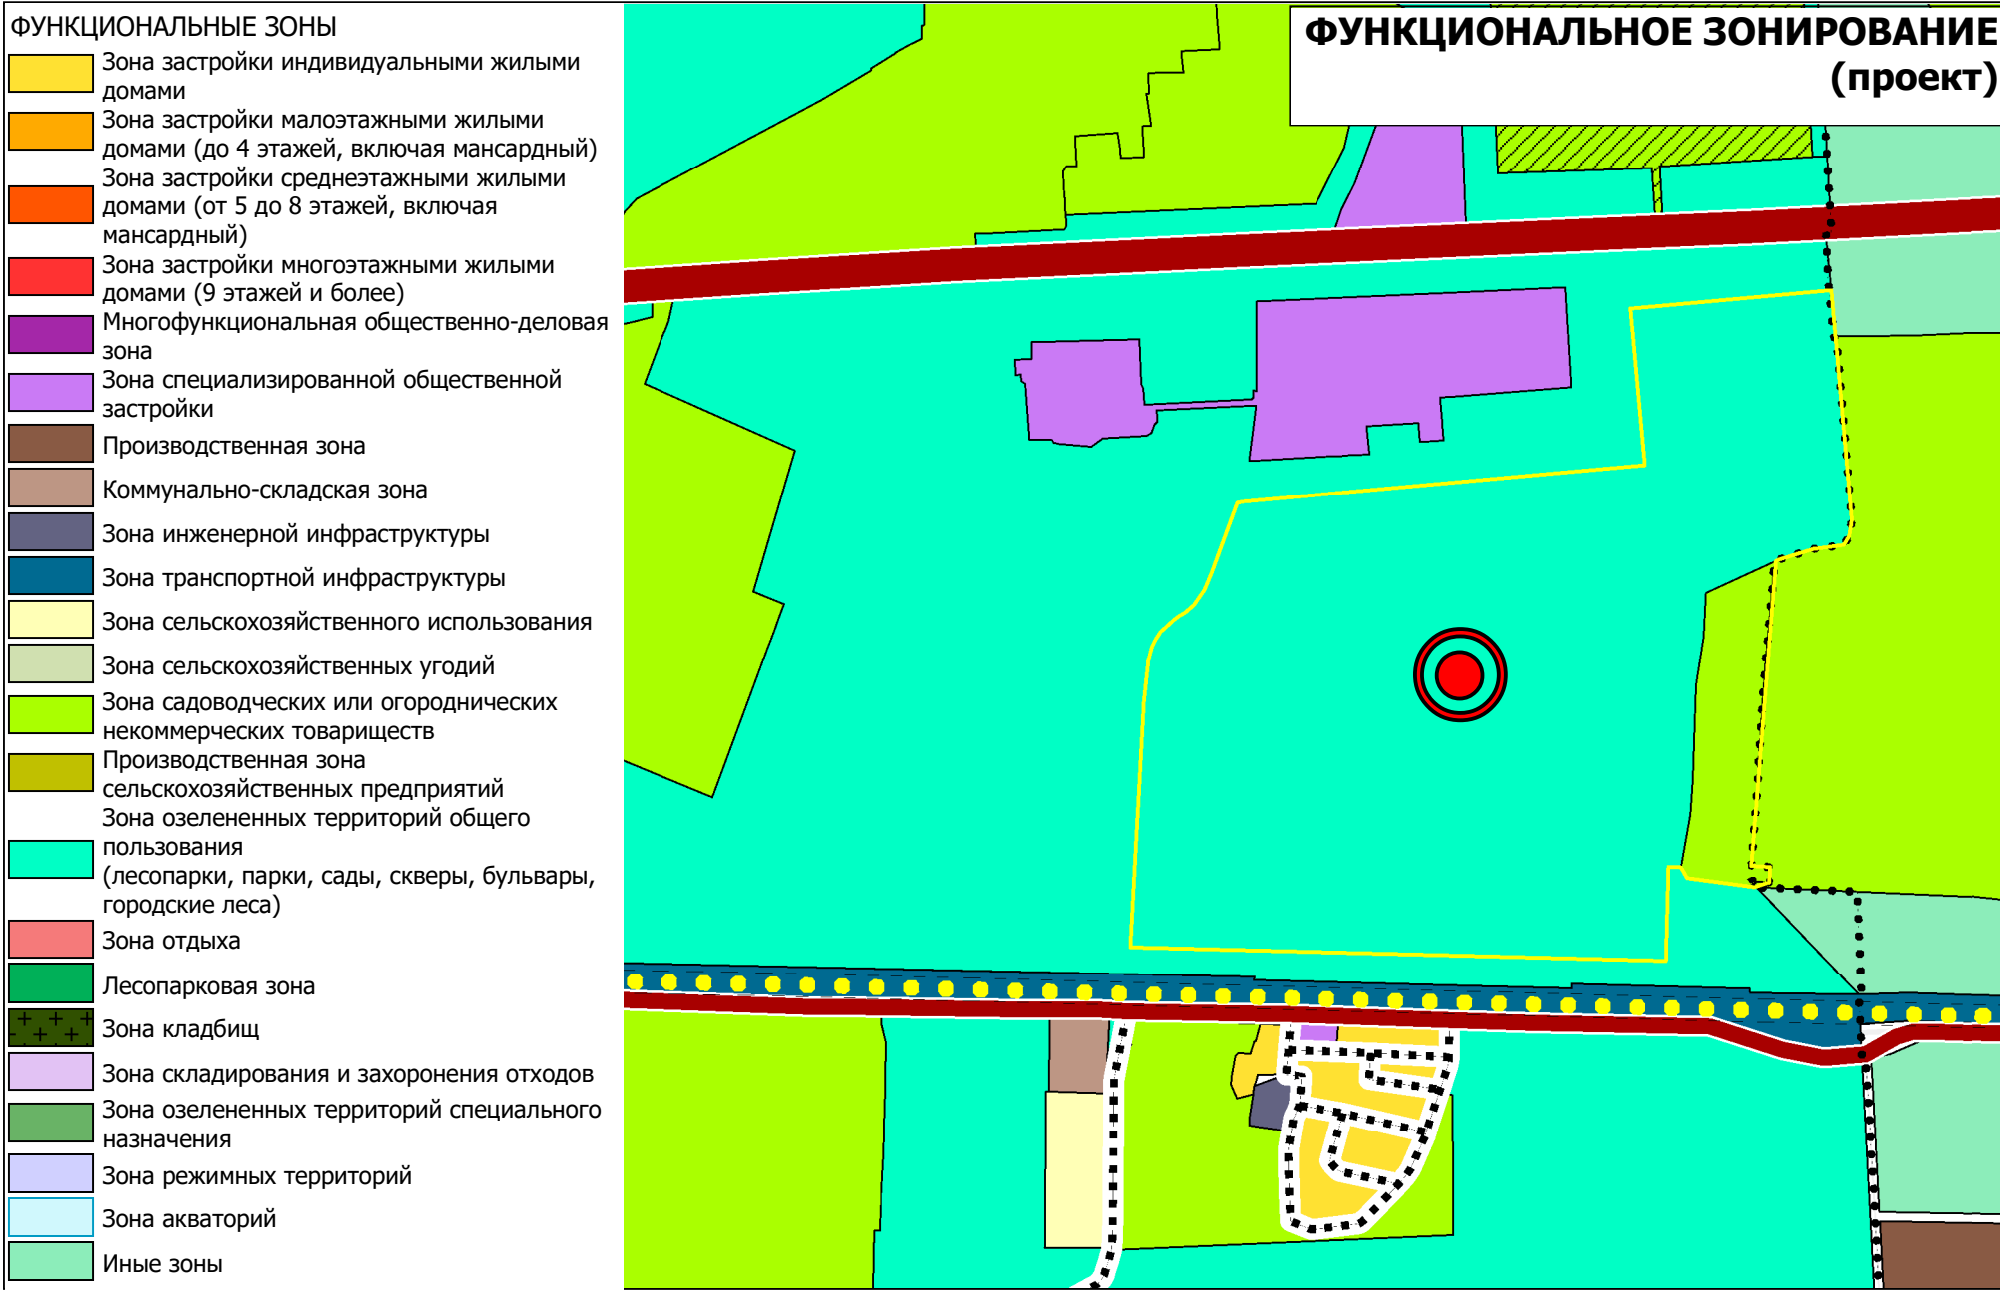 ФУНКЦИОНАЛЬНЫЕ ЗОНЫ
Зона застройки индивидуальными жилыми
домами
Зона застройки малоэтажными жилыми
домами (до 4 этажей, включая мансардный)
Зона застройки среднеэтажными жилыми
домами (от 5 до 8 этажей, включая
мансардный)
Зона застройки многоэтажными жилыми
домами (9 этажей и более)
Многофункциональная общественно-деловая
зона
Зона специализированной общественной
застройки
Производственная зона
Коммунально-складская зона
Зона инженерной инфраструктуры
Зона транспортной инфраструктуры
Зона сельскохозяйственного использования
Зона сельскохозяйственных угодий
Зона садоводческих или огороднических
некоммерческих товариществ
Производственная зона
сельскохозяйственных предприятий
Зона озелененных территорий общего
пользования
(лесопарки, парки, сады, скверы, бульвары,
городские леса)
Зона отдыха
Лесопарковая зона
Зона кладбищ
Зона складирования и захоронения отходов
Зона озелененных территорий специального
назначения
Зона режимных территорий
Зона акваторий
Иные зоны
ФУНКЦИОНАЛЬНОЕ ЗОНИРОВАНИЕ
(проект)